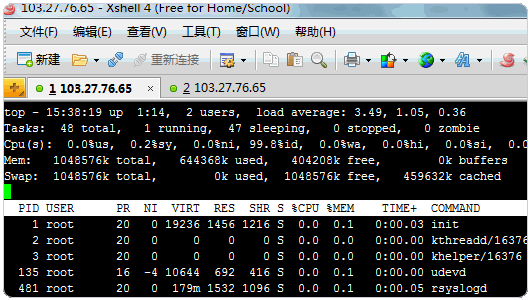 103.27.76.65 - Xshell 4 (Free for Home/School)
文件(F) 编辑(E) 查看(V) 工具(T) 窗口(W) 帮助(H)
新建 重新连接
1 103.27.76.65 × 2 103.27.76.65
top - 15:38:19 up 1:14, 2 users, load average: 3.49, 1.05, 0.36
Tasks: 48 total, 1 running, 47 sleeping, 0 stopped, 0 zombie
Cpu(s): 0.0%us, 0.2%sy, 0.0%ni, 99.8%id, 0.0%wa, 0.0%hi, 0.0%si, 0.
Mem: 1048576k total, 644368k used, 404208k free, 0k buffers
Swap: 1048576k total, 0k used, 1048576k free, 459632k cached
PID USER PR NI VIRT RES SHR S %CPU %MEM TIME+ COMMAND
1 root 20 0 19236 1456 1216 S 0.0 0.1 0:00.03 init
2 root 20 0 0 0 0 S 0.0 0.0 0:00.00 kthreadd/16376
3 root 20 0 0 0 0 S 0.0 0.0 0:00.00 khelper/16376
135 root 16 -4 10644 692 416 S 0.0 0.1 0:00.00 udevd
481 root 20 0 179m 1532 1096 S 0.0 0.1 0:00.05 rsyslogd